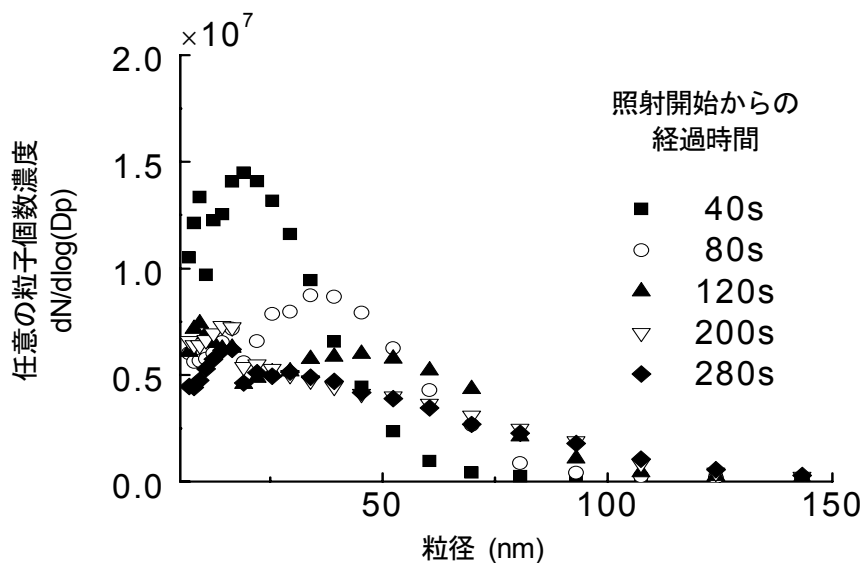 ×10⁷
2.0
1.5
1.0
0.5
0.0
50
100
150
任意の粒子個数濃度
dN/dlog(Dp)
粒径 (nm)
照射開始からの
経過時間
40s
80s
120s
200s
280s